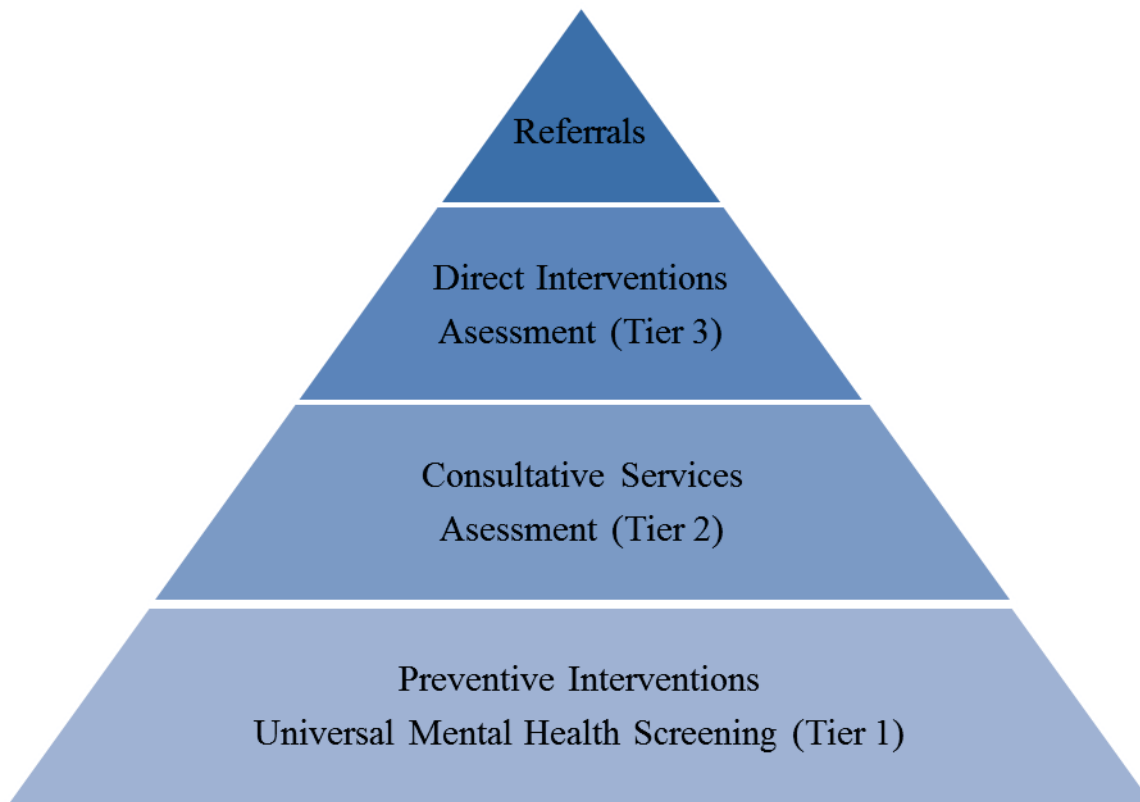 Referrals
Direct Interventions
Asessment (Tier 3)
Consultative Services
Asessment (Tier 2)
Preventive Interventions
Universal Mental Health Screening (Tier 1)